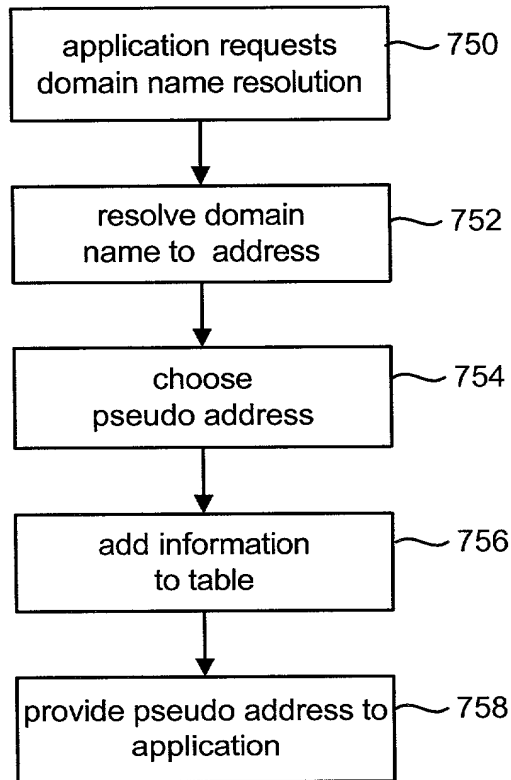 application requests
domain name resolution
750
resolve domain
name to address
752
choose
pseudo address
754
add information
to table
756
provide pseudo address to
application
758